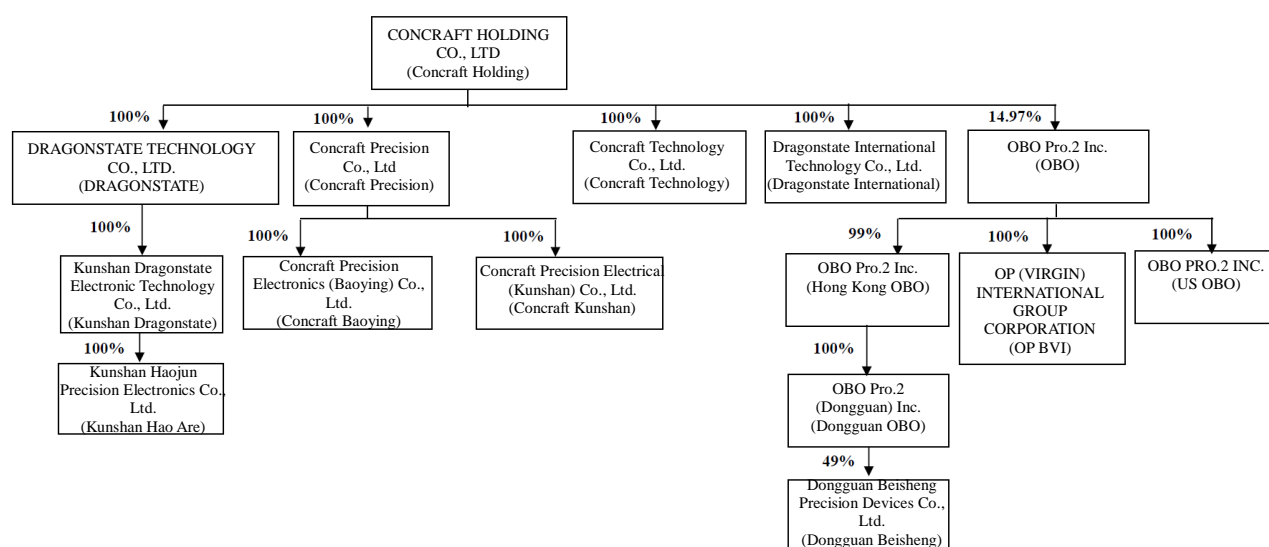 CONCRAFT HOLDING
CO., LTD
(Concraft Holding)
100%
100%
100%
100%
14.97%
DRAGONSTATE TECHNOLOGY
CO., LTD.
(DRAGONSTATE)
Concraft Precision
Co., Ltd
(Concraft Precision)
Concraft Technology
Co., Ltd.
(Concraft Technology)
Dragonstate International
Technology Co., Ltd.
(Dragonstate International)
OBO Pro.2 Inc.
(OBO)
100%
100%
100%
99%
100%
100%
Kunshan Dragonstate
Electronic Technology
Co., Ltd.
(Kunshan Dragonstate)
Concraft Precision
Electronics (Baoying) Co.,
Ltd.
(Concraft Baoying)
Concraft Precision Electrical
(Kunshan) Co., Ltd.
(Concraft Kunshan)
OBO Pro.2 Inc.
(Hong Kong OBO)
OP (VIRGIN)
INTERNATIONAL
GROUP
CORPORATION
(OP BVI)
OBO PRO.2 INC.
(US OBO)
100%
100%
Kunshan Haojun
Precision Electronics Co.,
Ltd.
(Kunshan Hao Are)
OBO Pro.2
(Dongguan) Inc.
(Dongguan OBO)
49%
Dongguan Beisheng
Precision Devices Co.,
Ltd.
(Dongguan Beisheng)